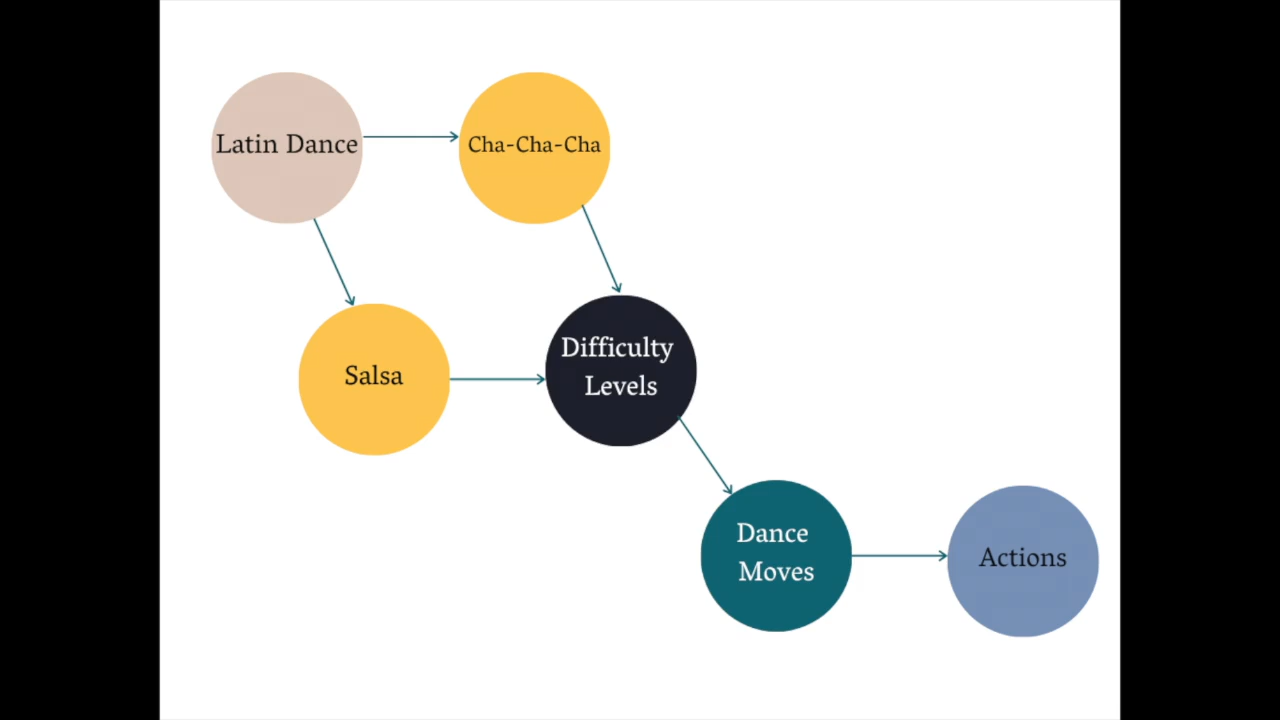 Latin Dance
Cha-Cha-Cha
Salsa
Difficulty
Levels
Dance
Moves
Actions